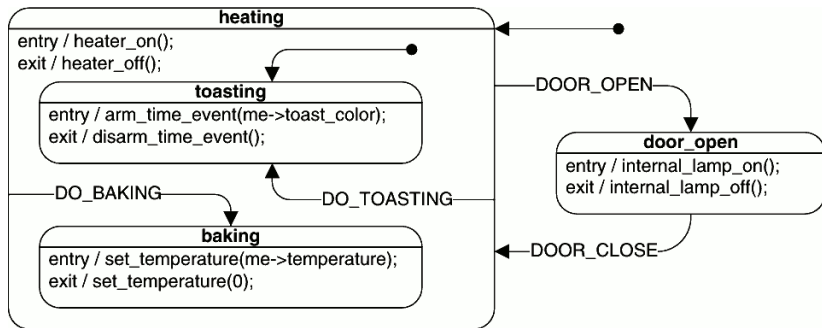 heating
entry / heater_on();
exit / heater_off();
toasting
entry / arm_time_event(me->toast_color);
exit / disarm_time_event();
DO_BAKING
DO_TOASTING
baking
entry / set_temperature(me->temperature);
exit / set_temperature(0);
DOOR_OPEN
door_open
entry / internal_lamp_on();
exit / internal_lamp_off();
DOOR_CLOSE